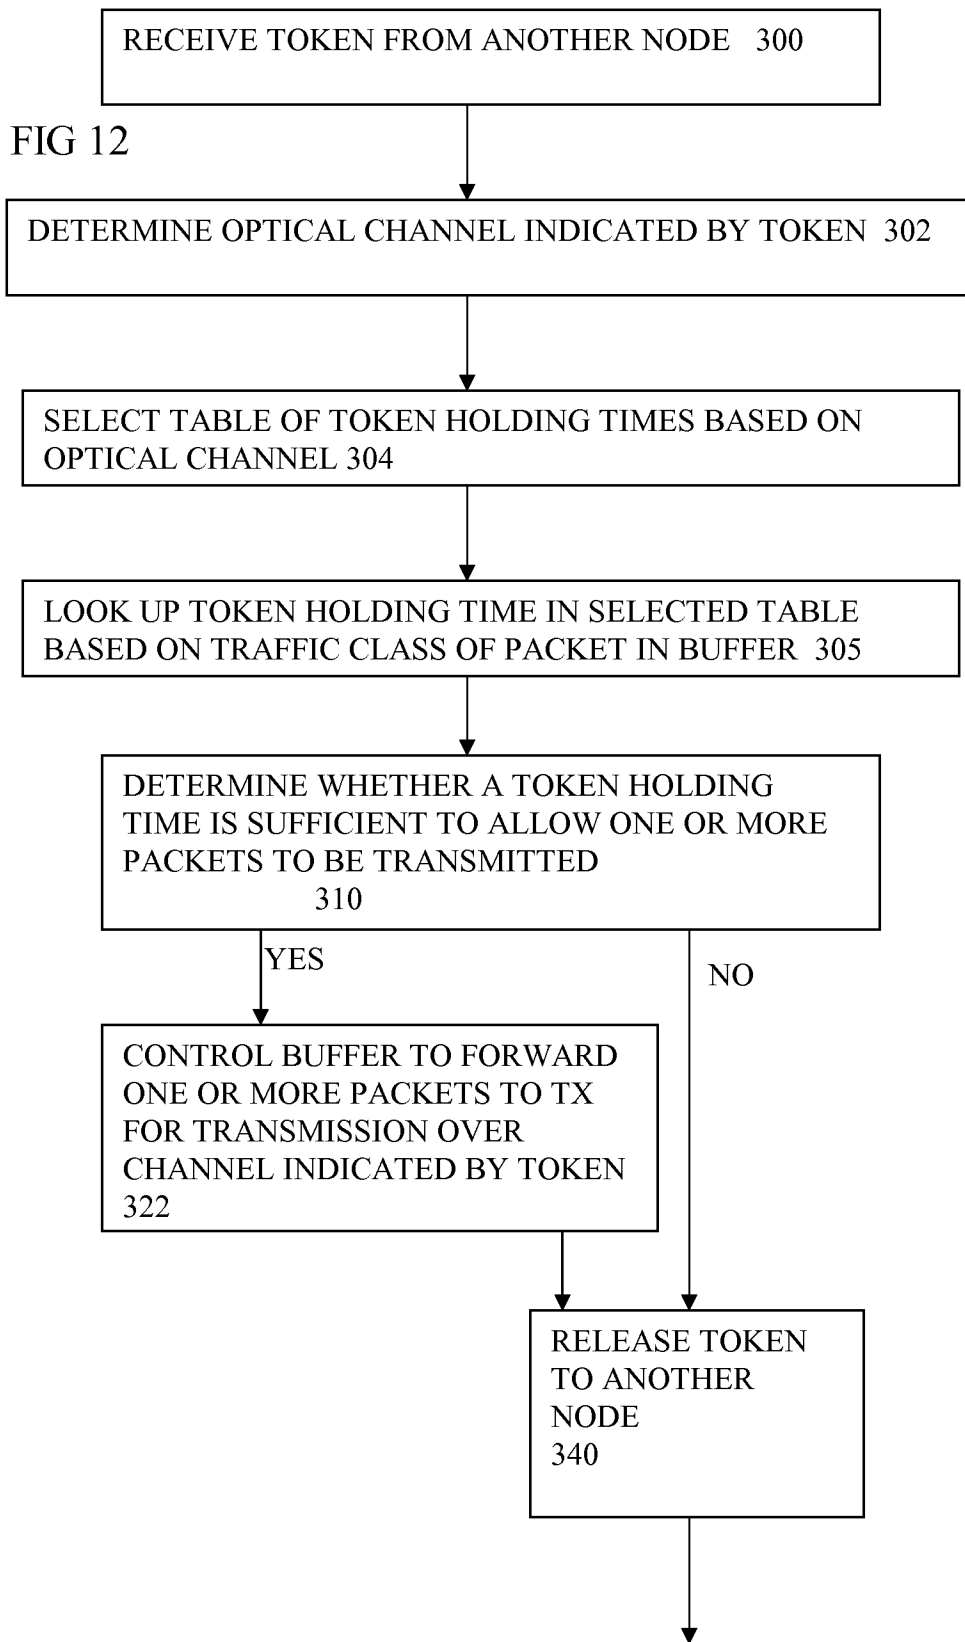 RECEIVE TOKEN FROM ANOTHER NODE 300
FIG 12
DETERMINE OPTICAL CHANNEL INDICATED BY TOKEN 302
SELECT TABLE OF TOKEN HOLDING TIMES BASED ON
OPTICAL CHANNEL 304
LOOK UP TOKEN HOLDING TIME IN SELECTED TABLE
BASED ON TRAFFIC CLASS OF PACKET IN BUFFER 305
DETERMINE WHETHER A TOKEN HOLDING
TIME IS SUFFICIENT TO ALLOW ONE OR MORE
PACKETS TO BE TRANSMITTED
310
YES
NO
CONTROL BUFFER TO FORWARD
ONE OR MORE PACKETS TO TX
FOR TRANSMISSION OVER
CHANNEL INDICATED BY TOKEN
322
RELEASE TOKEN
TO ANOTHER
NODE
340